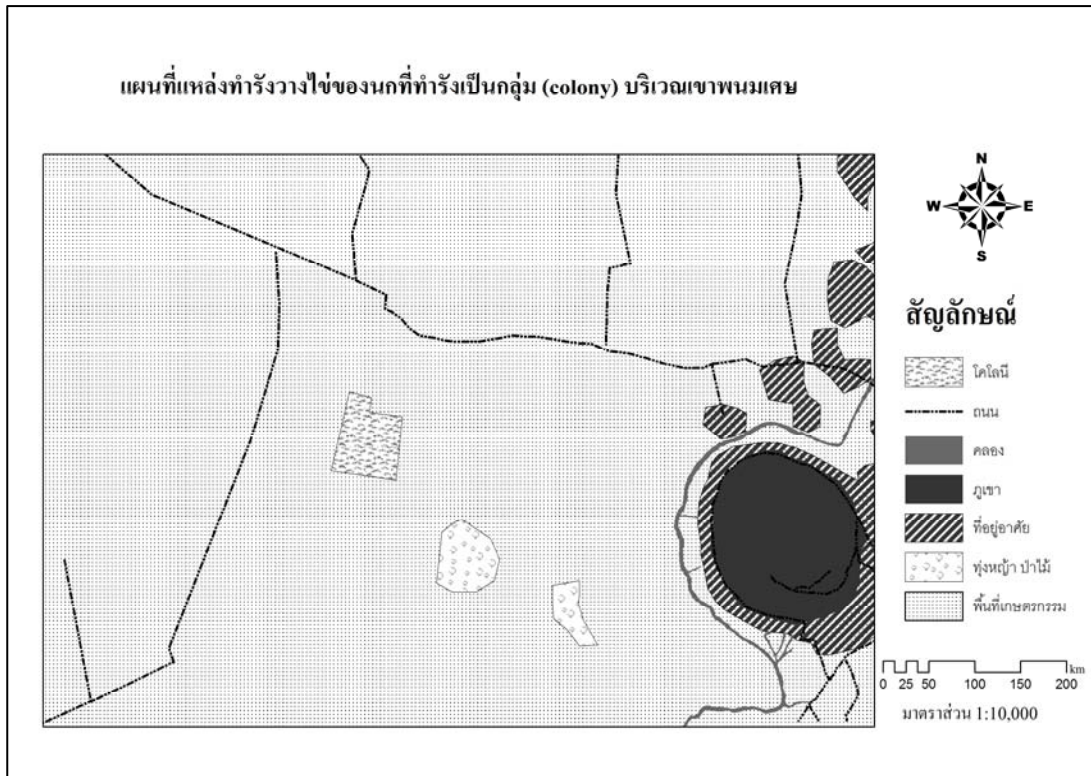 แผนที่แหล่งทำรังวางไข่ของนกที่ทำรังเป็นกลุ่ม (colony) บริเวณเขาพนมเศษ
N
W E
S
สัญลักษณ์
โคโลนี
ถนน
คลอง
ภูเขา
ที่อยู่อาศัย
ทุ่งหญ้า ป่าไม้
พื้นที่เกษตรกรรม
km
0 25 50 100 150 200
มาตราส่วน 1:10,000